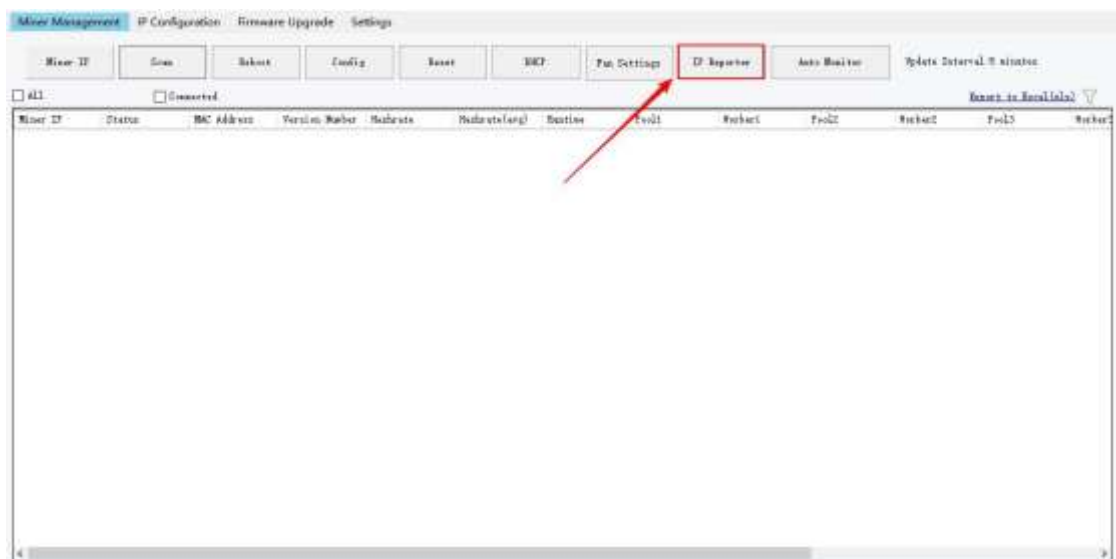 Miner Management IP Configuration Firmware Upgrade Settings
Miner IP Scan Reboot Config Reset DHCP Fan Settings IP Reporter Auto Monitor Update Interval minutes
All Connected Export to Excel(xls)
Miner IP Status MAC Address Version Number Hashrate Hashrate(avg) Runtime Pool1 Worker1 Pool2 Worker2 Pool3 Worker3